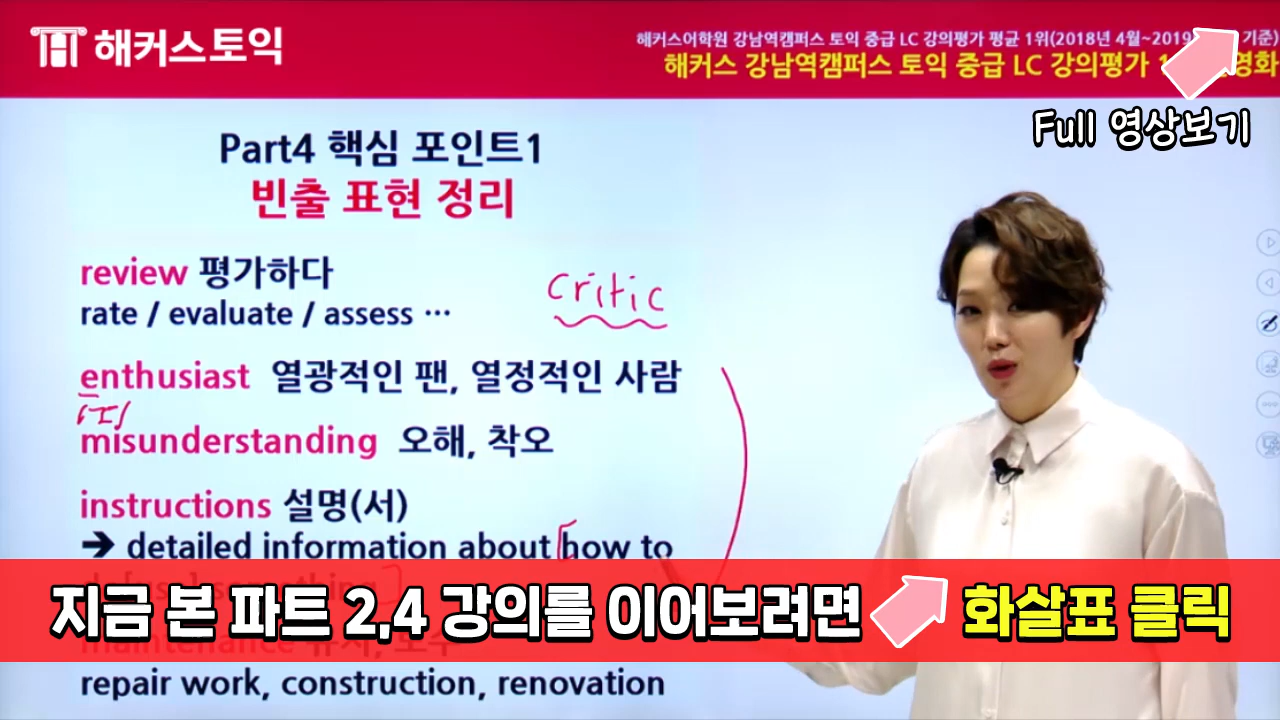 해커스토익
해커스어학원 강남역캠퍼스 토익 중급 LC 강의평가 평균 1위(2018년 4월~2019 기준)
해커스 강남역캠퍼스 토익 중급 LC 강의평가
Full 영상보기
Part4 핵심 포인트1
빈출 표현 정리
review 평가하다
critic
rate / evaluate / assess …
enthusiast 열광적인 팬, 열정적인 사람
misunderstanding 오해, 착오
instructions 설명(서)
➔ detailed information about how to
지금 본 파트 2,4 강의를 이어보려면 화살표 클릭
maintenance 유지, 보수
repair work, construction, renovation